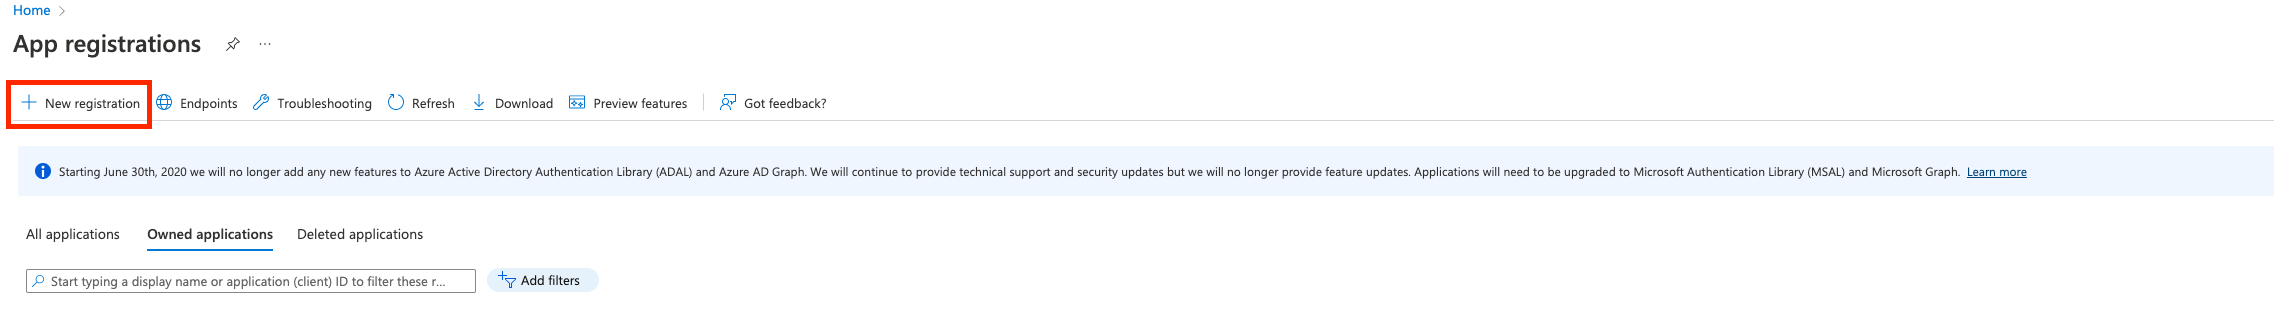 Home
App registrations
New registration Endpoints Troubleshooting Refresh Download Preview features Got feedback?
Starting June 30th, 2020 we will no longer add any new features to Azure Active Directory Authentication Library (ADAL) and Azure AD Graph. We will continue to provide technical support and security updates but we will no longer provide feature updates. Applications will need to be upgraded to Microsoft Authentication Library (MSAL) and Microsoft Graph. Learn more
All applications Owned applications Deleted applications
Start typing a display name or application (client) ID to filter these r... Add filters